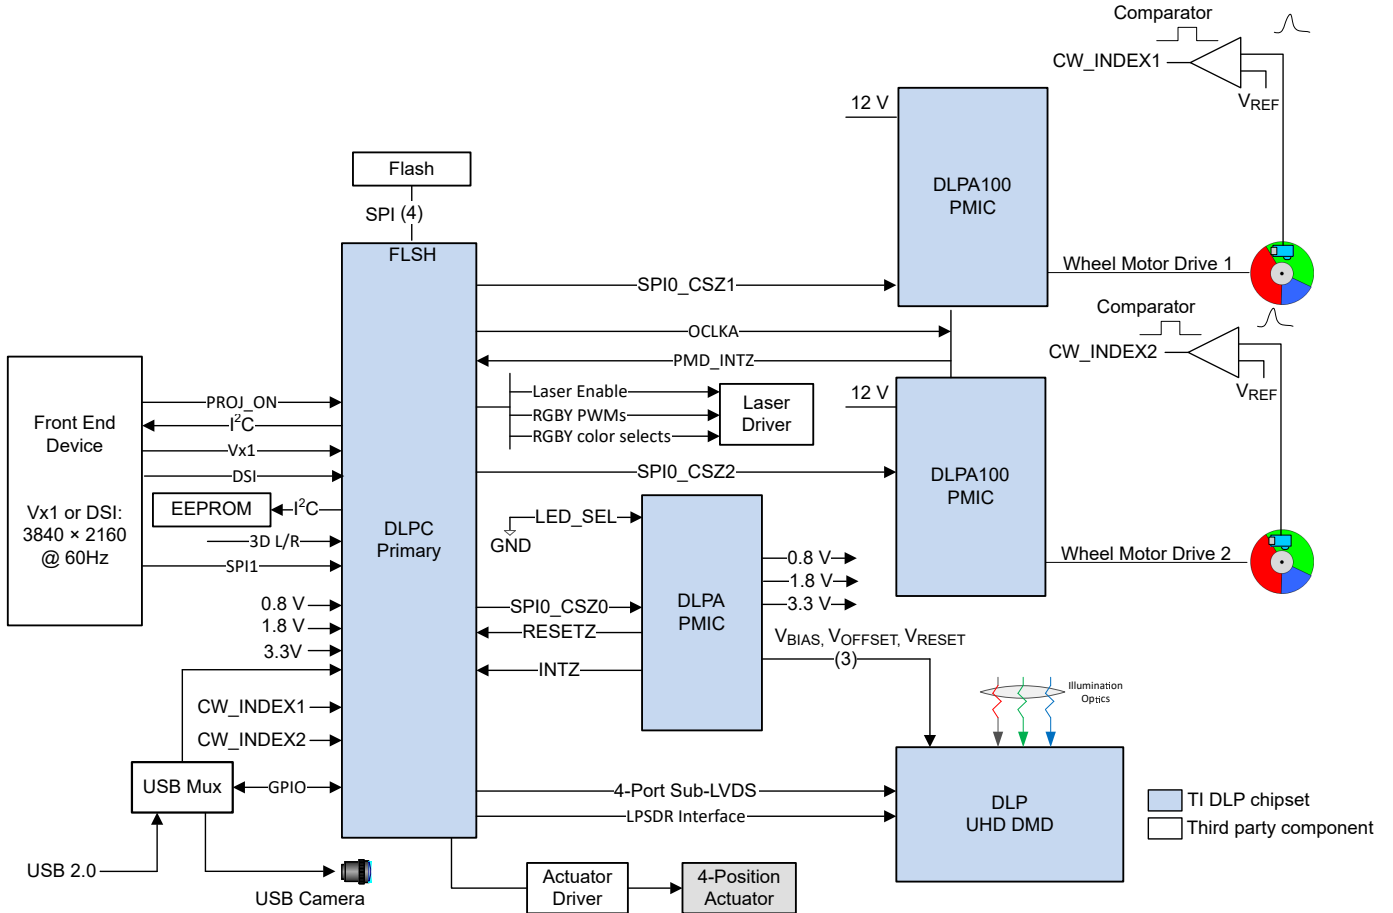 Comparator
CW_INDEX1
VREF
12 V
DLPA100
PMIC
Flash
SPI (4)
FLSH
Wheel Motor Drive 1
SPI0_CSZ1
OCLKA
PMD_INTZ
Comparator
CW_INDEX2
VREF
12 V
DLPA100
PMIC
Laser Enable
RGBY PWMs
RGBY color selects
Laser
Driver
SPI0_CSZ2
Wheel Motor Drive 2
Front End
Device
Vx1 or DSI:
3840 × 2160
@ 60Hz
PROJ_ON
I²C
Vx1
DSI
EEPROM
I²C
3D L/R
SPI1
0.8 V
1.8 V
3.3V
CW_INDEX1
CW_INDEX2
DLPC
Primary
LED_SEL
GND
SPI0_CSZ0
RESETZ
INTZ
DLPA
PMIC
0.8 V
1.8 V
3.3 V
VBIAS, VOFFSET, VRESET
(3)
Illumination
Optics
USB Mux
GPIO
USB 2.0
USB Camera
4-Port Sub-LVDS
LPSDR Interface
DLP
UHD DMD
Actuator
Driver
4-Position
Actuator
TI DLP chipset
Third party component